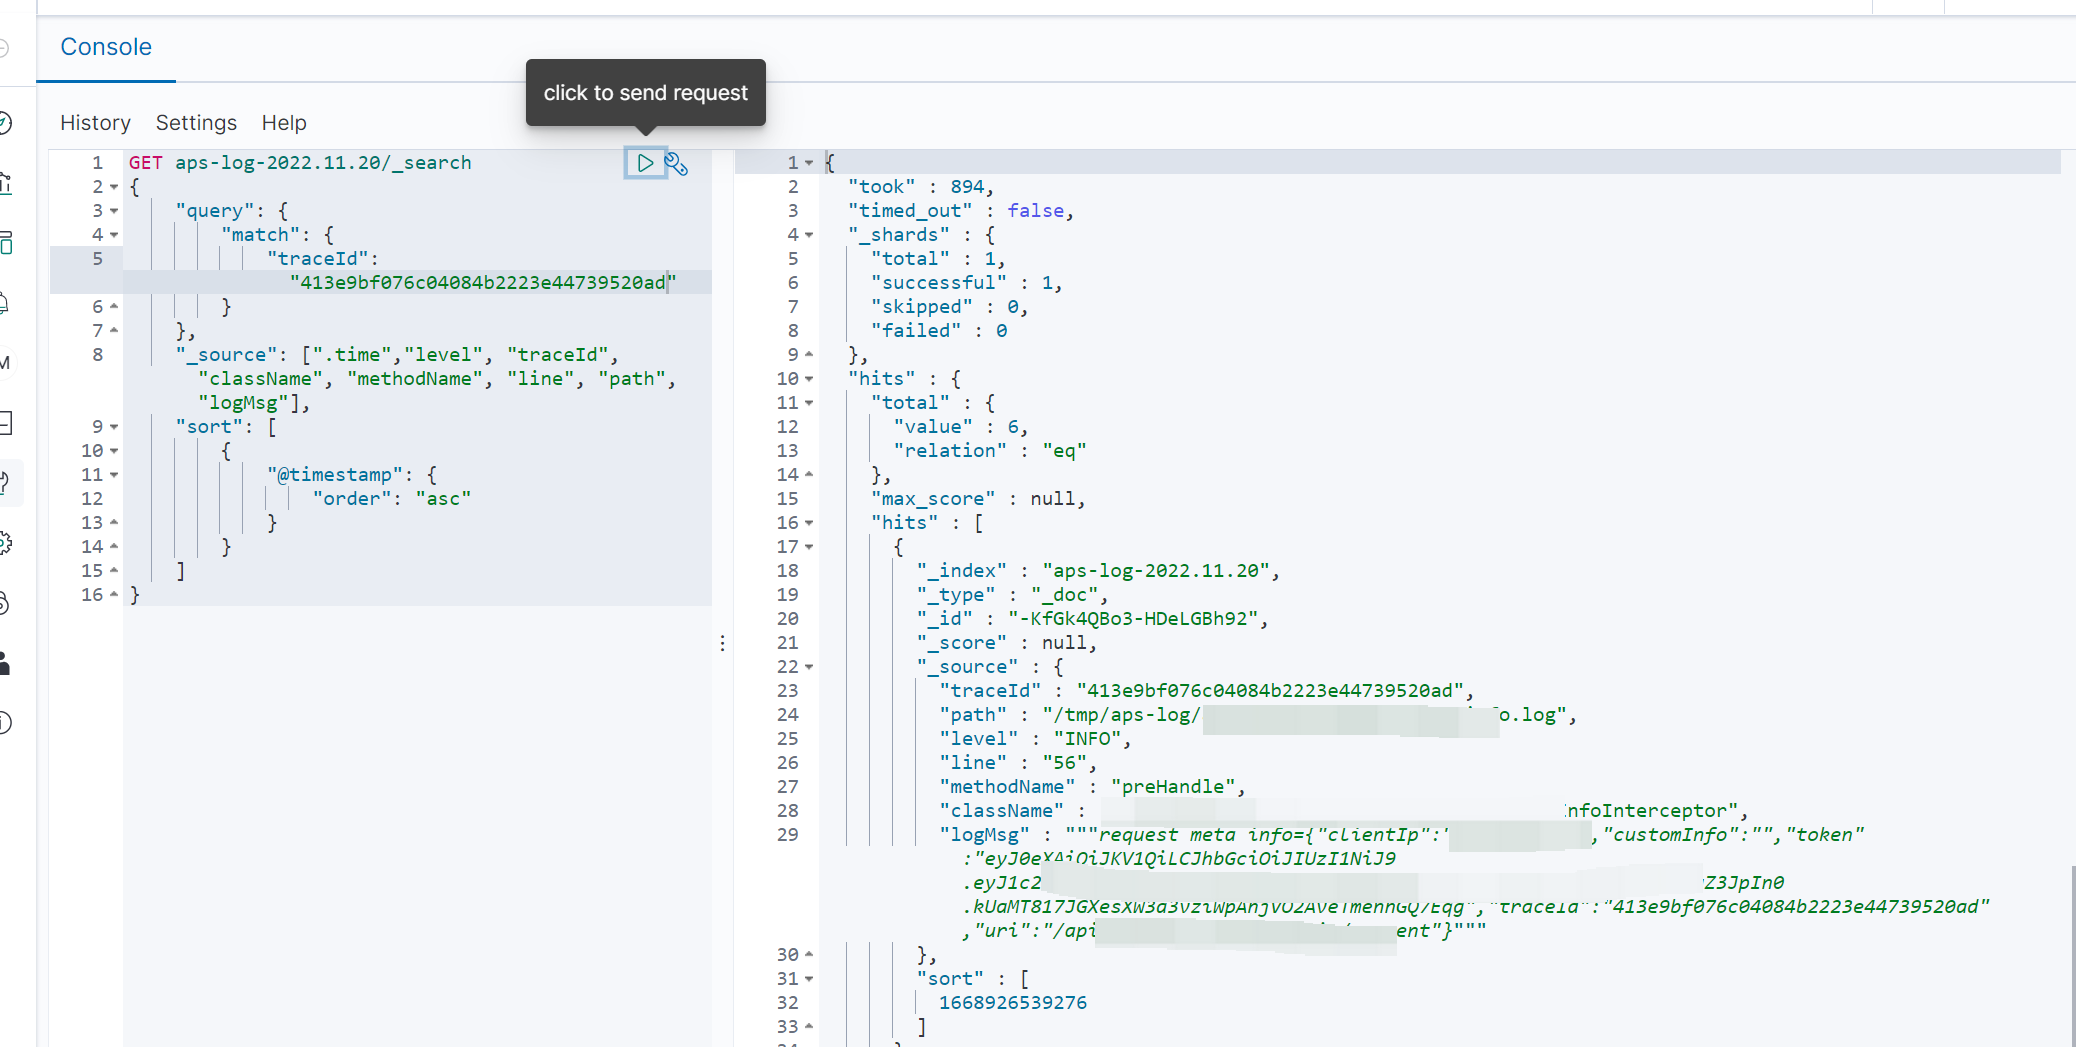 Console
click to send request
History Settings Help
1 GET aps-log-2022.11.20/_search
2 {
3 "query": {
4 "match": {
5 "traceId":
"413e9bf076c04084b2223e44739520ad"
6 }
7 },
8 "_source": [".time","level", "traceId",
"className", "methodName", "line", "path",
"logMsg"],
9 "sort": [
10 {
11 "@timestamp": {
12 "order": "asc"
13 }
14 }
15 ]
16 }
1 {
2 "took" : 894,
3 "timed_out" : false,
4 "_shards" : {
5 "total" : 1,
6 "successful" : 1,
7 "skipped" : 0,
8 "failed" : 0
9 },
10 "hits" : {
11 "total" : {
12 "value" : 6,
13 "relation" : "eq"
14 },
15 "max_score" : null,
16 "hits" : [
17 {
18 "_index" : "aps-log-2022.11.20",
19 "_type" : "_doc",
20 "_id" : "-KfGk4QBo3-HDeLGBh92",
21 "_score" : null,
22 "_source" : {
23 "traceId" : "413e9bf076c04084b2223e44739520ad",
24 "path" : "/tmp/aps-log/ o.log",
25 "level" : "INFO",
26 "line" : "56",
27 "methodName" : "preHandle",
28 "className" : nfoInterceptor",
29 "logMsg" : """request meta info={"clientIp":" ,"customInfo":"","token"
:"eyJ0eXAiOiJKV1QiLCJhbGciOiJIUzI1NiJ9
.eyJ1c2 Z3JpIn0
"traceId":"413e9bf076c04084b2223e44739520ad"
,"uri":"/api ent"}"""
30 },
31 "sort" : [
32 1668926539276
33 ]